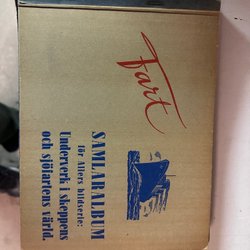 Fart
SAMLARALBUM
för Allers bildserie:
Underverk i skeppens
och sjöfartens värld.